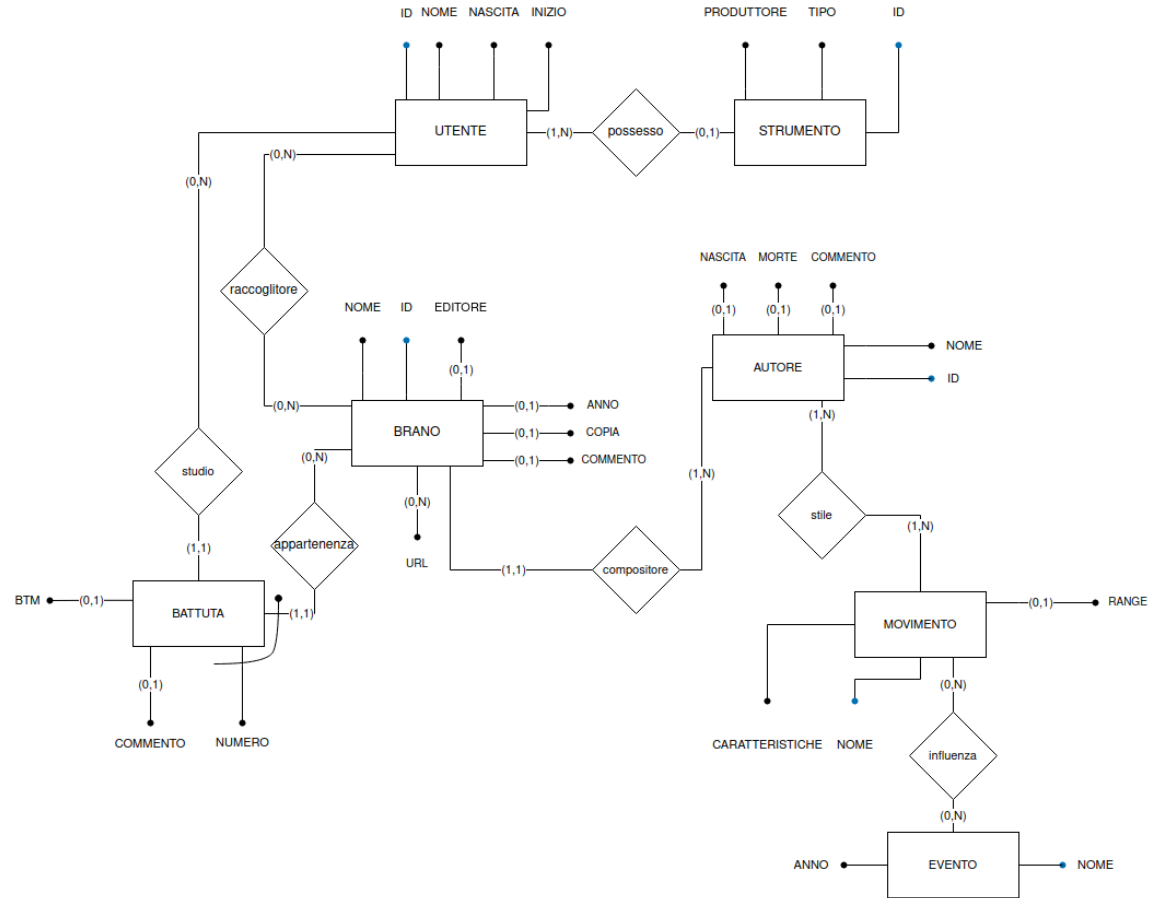 ID NOME NASCITA INIZIO PRODUTTORE TIPO ID
UTENTE (1,N) possesso (0,1) STRUMENTO
(0,N)
(0,N)
NASCITA MORTE COMMENTO
raccoglitore
NOME ID EDITORE (0,1) (0,1) (0,1)
NOME
AUTORE
(0,1) ID
(0,N) (0,1) ANNO
(1,N)
BRANO (0,1) COPIA
(0,N) (0,1) COMMENTO
studio (1,N)
(0,N)
stile
(1,N)
appartenenza
(1,1) URL
(1,1) compositore
BTM (0,1) (0,1) RANGE
BATTUTA (1,1) MOVIMENTO
(0,1) (0,N)
COMMENTO NUMERO CARATTERISTICHE NOME
influenza
(0,N)
ANNO EVENTO NOME